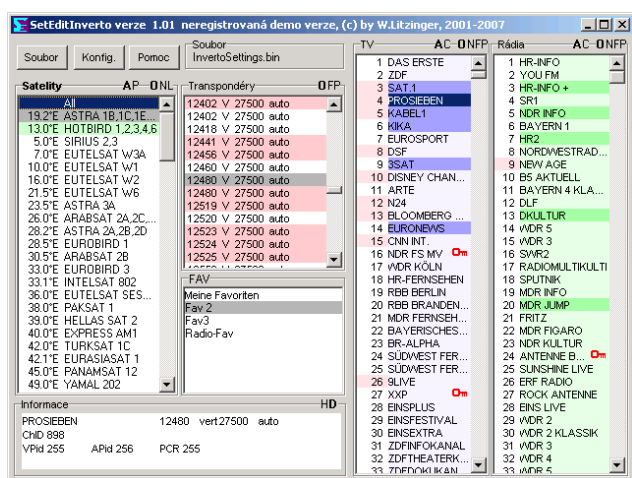 SetEditInverto verze 1.01 neregistrovaná demo verze, (c) by W.Litzinger, 2001-2007
Soubor
Konfig.
Pomoc
Soubor
InvertoSettings.bin
Satelity AP ONL
All
19.2°E ASTRA 1B,1C,1E...
13.0°E HOTBIRD 1,2,3,4,6
5.0°E SIRIUS 2,3
7.0°E EUTELSAT W3A
10.0°E EUTELSAT W1
16.0°E EUTELSAT W2
21.5°E EUTELSAT W6
23.5°E ASTRA 3A
26.0°E ARABSAT 2A,2C,...
28.2°E ASTRA 2A,2B,2D
28.5°E EUROBIRD 1
30.5°E ARABSAT 2B
33.0°E EUROBIRD 3
33.1°E INTELSAT 802
36.0°E EUTELSAT SES...
38.0°E PAKSAT 1
39.0°E HELLAS SAT 2
40.0°E EXPRESS AM1
42.0°E TURKSAT 1C
42.1°E EURASIASAT 1
45.0°E PANAMSAT 12
49.0°E YAMAL 202
Transpondéry OFP
12402 V 27500 auto
12402 V 27500 auto
12418 V 27500 auto
12441 V 27500 auto
12456 V 27500 auto
12460 V 27500 auto
12480 V 27500 auto
12480 V 27500 auto
12519 V 27500 auto
12520 V 27500 auto
12523 V 27500 auto
12524 V 27500 auto
12525 V 27500 auto
FAV
Meine Favoriten
Fav 2
Fav3
Radio-Fav
TV AC ONFP
1 DAS ERSTE
2 ZDF
3 SAT.1
4 PROSIEBEN
5 KABEL1
6 KIKA
7 EUROSPORT
8 DSF
9 3SAT
10 DISNEY CHAN...
11 ARTE
12 N24
13 BLOOMBERG ...
14 EURONEWS
15 CNN INT.
16 NDR FS MV
17 WDR KÖLN
18 HR-FERNSEHEN
19 RBB BERLIN
20 RBB BRANDEN...
21 MDR FERNSEH...
22 BAYERISCHES...
23 BR-ALPHA
24 SÜDWEST FER...
25 SÜDWEST FER...
26 9LIVE
27 XXP
28 EINSPLUS
29 EINSFESTIVAL
30 EINSEXTRA
31 ZDFINFOKANAL
32 ZDFTHEATERK...
33 ZDFDOKUKAN...
Rádia AC ONFP
1 HR-INFO
2 YOU FM
3 HR-INFO +
4 SR1
5 NDR INFO
6 BAYERN 1
7 HR2
8 NORDWESTRAD...
9 NEW AGE
10 B5 AKTUELL
11 BAYERN 4 KLA...
12 DLF
13 DKULTUR
14 WDR 5
15 WDR 3
16 SWR2
17 RADIOMULTIKULTI
18 SPUTNIK
19 MDR INFO
20 MDR JUMP
21 FRITZ
22 MDR FIGARO
23 NDR KULTUR
24 ANTENNE B...
25 SUNSHINE LIVE
26 ERF RADIO
27 ROCK ANTENNE
28 EINS LIVE
29 WDR 2
30 WDR 2 KLASSIK
31 WDR 3
32 WDR 4
33 WDR 5
Informace HD
PROSIEBEN 12480 vert27500 auto
ChID 898
VPid 255 APid 256 PCR 255